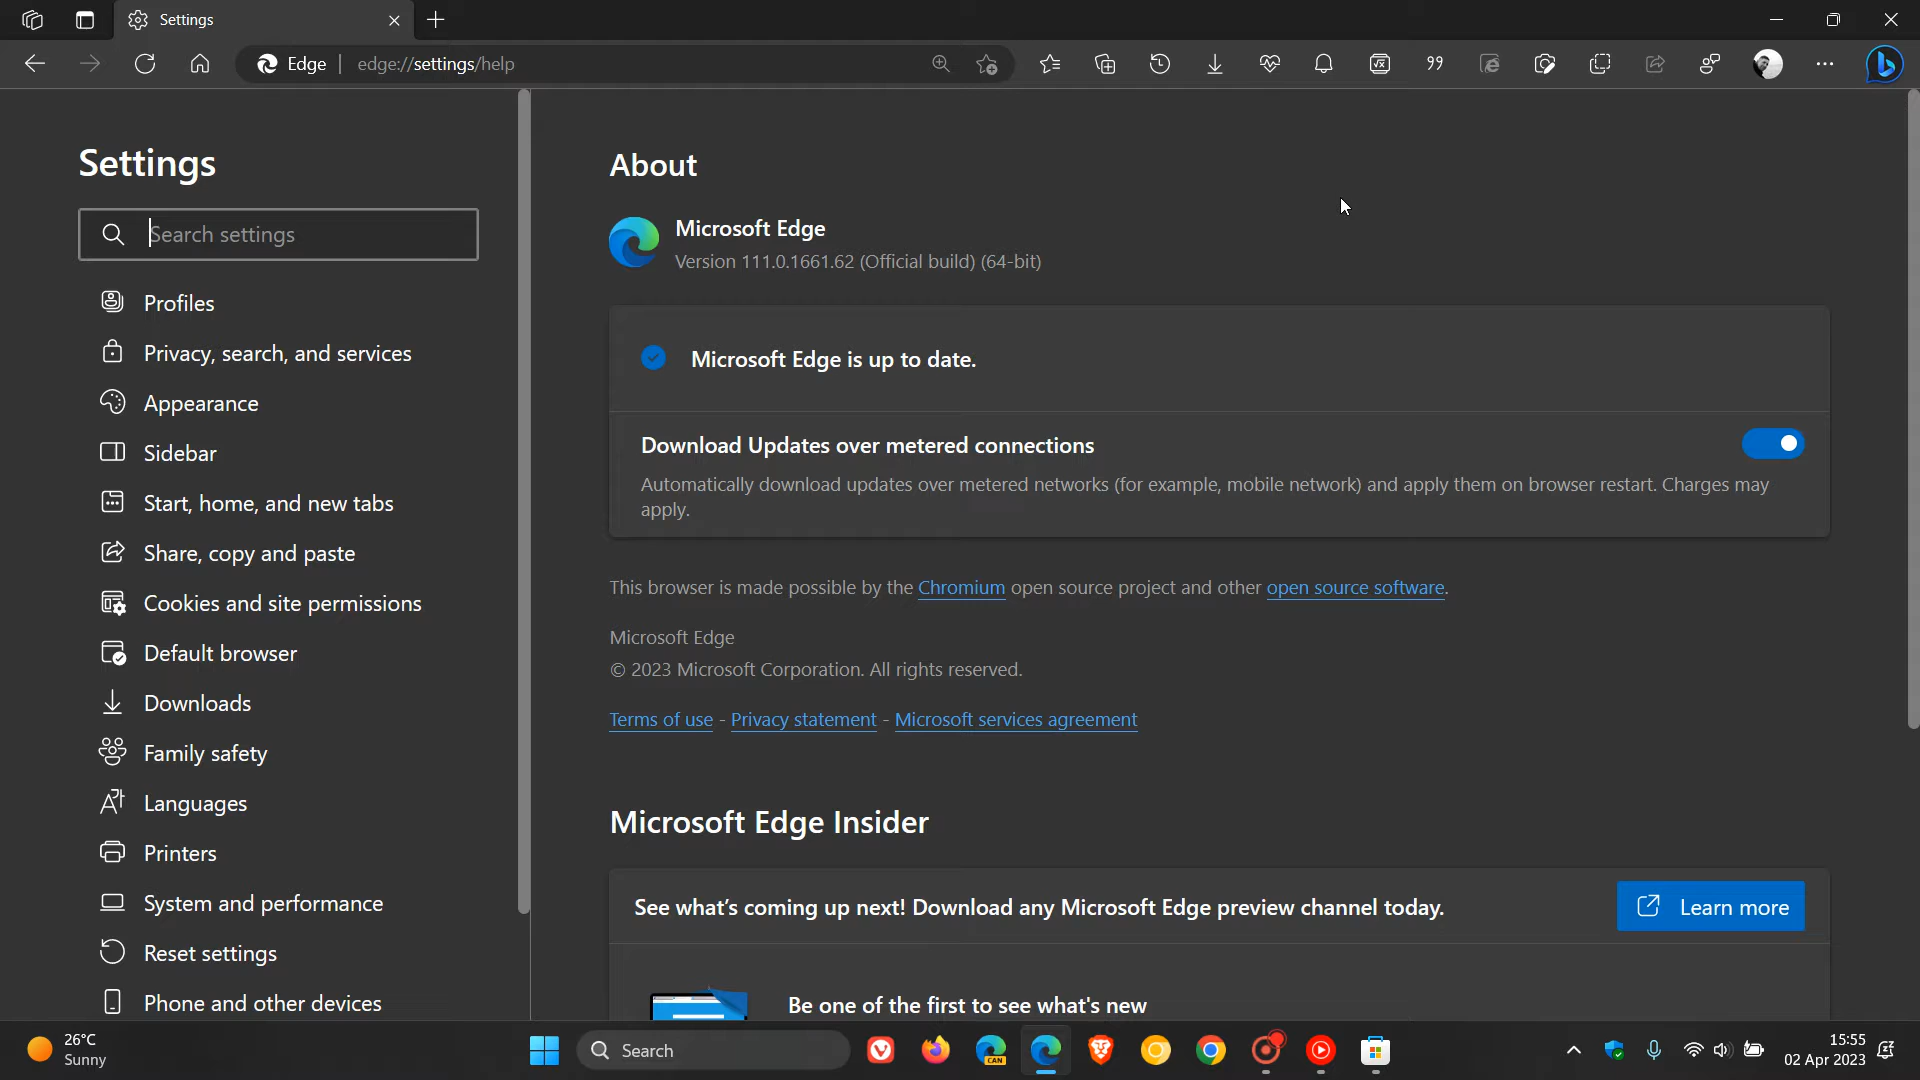 Settings
Edge
edge://settings/help
Settings
Search settings
Profiles
Privacy, search, and services
Appearance
Sidebar
Start, home, and new tabs
Share, copy and paste
Cookies and site permissions
Default browser
Downloads
Family safety
Languages
Printers
System and performance
Reset settings
Phone and other devices
About
Microsoft Edge
Version 111.0.1661.62 (Official build) (64-bit)
Microsoft Edge is up to date.
Download Updates over metered connections
Automatically download updates over metered networks (for example, mobile network) and apply them on browser restart. Charges may
apply.
This browser is made possible by the Chromium open source project and other open source software.
Microsoft Edge
© 2023 Microsoft Corporation. All rights reserved.
Terms of use - Privacy statement - Microsoft services agreement
Microsoft Edge Insider
See what's coming up next! Download any Microsoft Edge preview channel today.
Learn more
Be one of the first to see what's new
26°C
Sunny
Search
CAN
15:55
02 Apr 2023